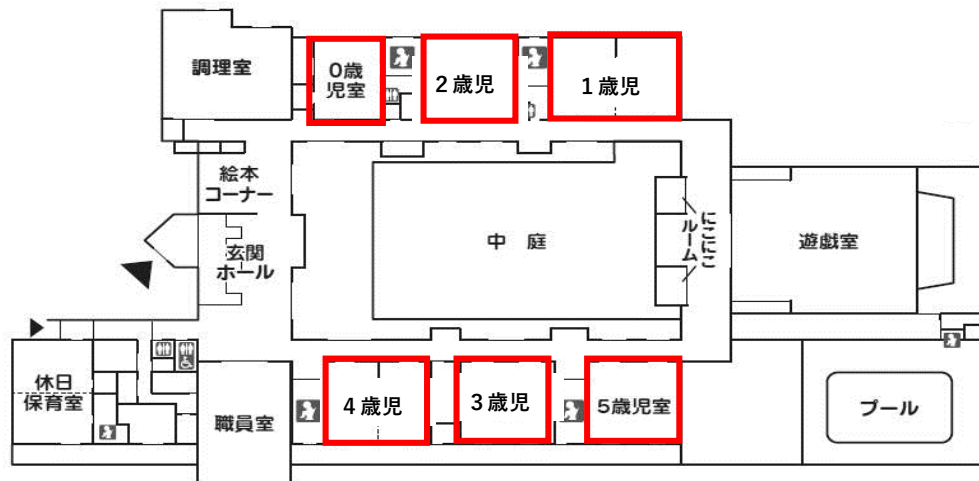 調理室
0歳
児室
2歳児
1歳児
絵本
コーナー
玄関
ホール
中庭
にこにこ
ルーム
遊戯室
休日
保育室
職員室
4歳児
3歳児
5歳児室
プール